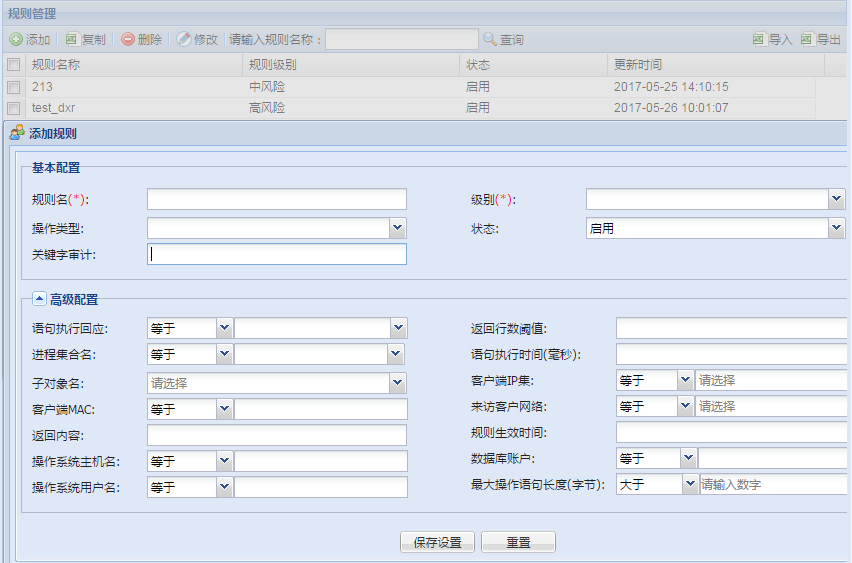 规则管理
添加 复制 删除 修改 请输入规则名称： 查询 导入 导出
规则名称 规则级别 状态 更新时间
213 中风险 启用 2017-05-25 14:10:15
test_dxr 高风险 启用 2017-05-26 10:01:07
添加规则
基本配置
规则名(*): 级别(*):
操作类型: 状态: 启用
关键字审计:
高级配置
语句执行回应: 等于 返回行数阈值:
进程集合名: 等于 语句执行时间(毫秒):
子对象名: 请选择 客户端IP集: 等于 请选择
客户端MAC: 等于 来访客户网络: 等于 请选择
返回内容: 规则生效时间:
操作系统主机名: 等于 数据库账户: 等于
操作系统用户名: 等于 最大操作语句长度(字节): 大于 请输入数字
保存设置 重置